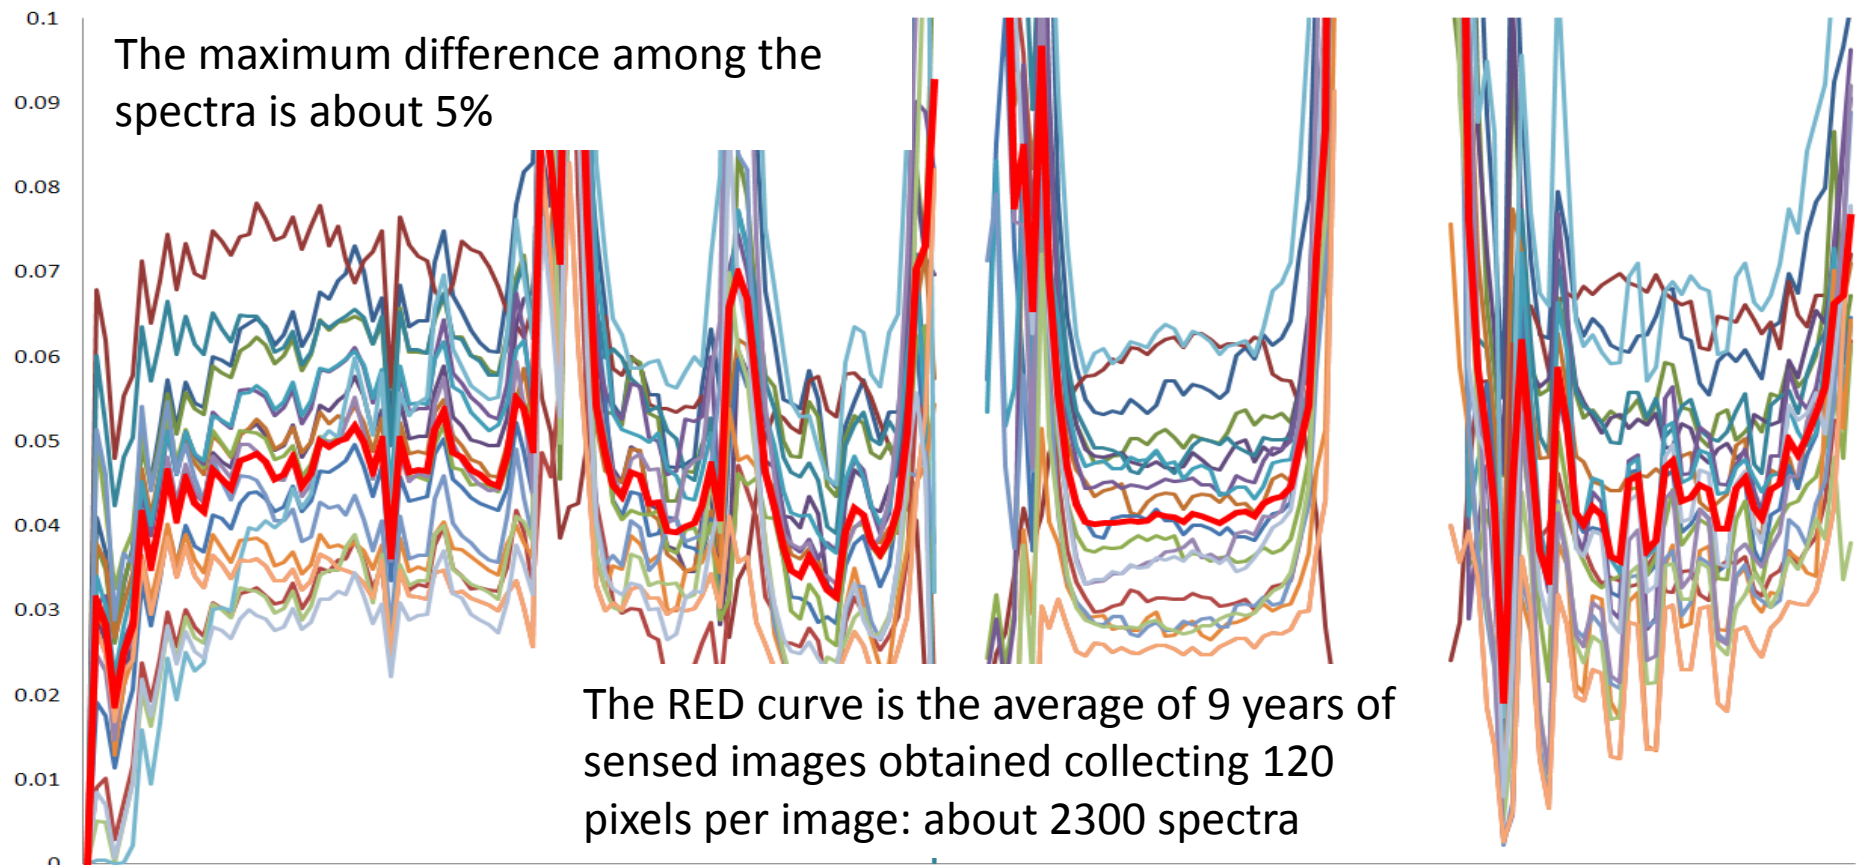 0.1
The maximum difference among the
spectra is about 5%
0.09
0.08
0.07
0.06
0.05
0.04
0.03
0.02
The RED curve is the average of 9 years of
sensed images obtained collecting 120
0.01
pixels per image: about 2300 spectra
0